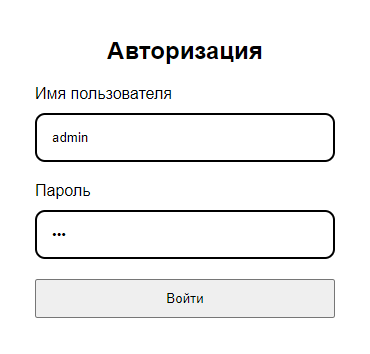 Авторизация
Имя пользователя
admin
Пароль
•••
Войти